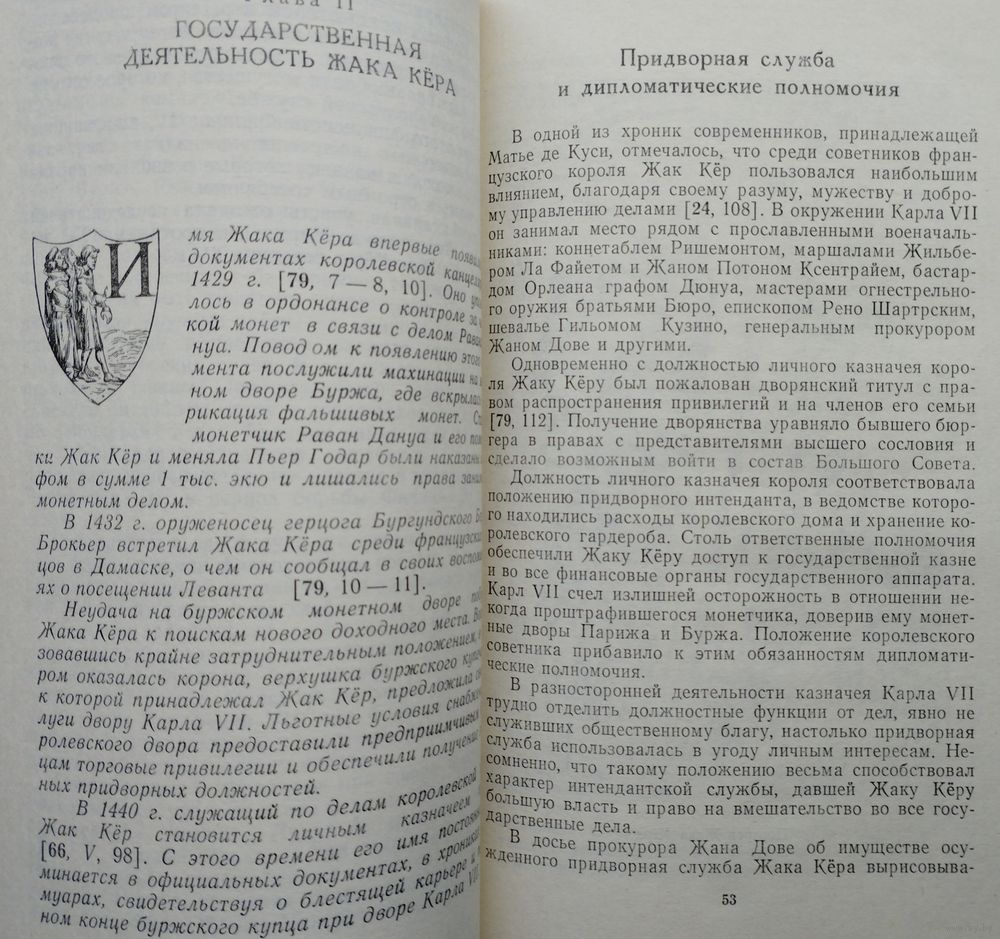 Глава II
ГОСУДАРСТВЕННАЯ
ДЕЯТЕЛЬНОСТЬ ЖАКА КЁРА
И
мя Жака Кёра впервые
документах королевской
1429 г. [79, 7 — 8, 10]. Оно
лось в ордонансе о контроле за
кой монет в связи с делом
нуа. Поводом к появлению этого
мента послужили махинации на
ном дворе Буржа, где
рикация фальшивых монет.
монетчик Раван Дануа и его
ки Жак Кёр и меняла Пьер Годар были
фом в сумме 1 тыс. экю и лишались права
монетным делом.
В 1432 г. оруженосец герцога Бургундского
Брокьер встретил Жака Кёра среди
цов в Дамаске, о чем он сообщал в своих
ях о посещении Леванта [79, 10 — 11].
Неудача на буржском монетном дворе
Жака Кёра к поискам нового доходного места.
зовавшись крайне затруднительным положением, в
ром оказалась корона, верхушка буржского
к которой принадлежал Жак Кёр, предложила
луги двору Карла VII. Льготные условия
ролевского двора предоставили
цам торговые привилегии и обеспечили
ных придворных должностей.
В 1440 г. служащий по делам королевской
Жак Кёр становится личным казначеем
[66, V, 98]. С этого времени его имя
минается в официальных документах, в
муарах, свидетельствуя о блестящей карьере и
ном конце буржского купца при дворе Карла VII.
Придворная служба
и дипломатические полномочия
В одной из хроник современников, принадлежащей
Матье де Куси, отмечалось, что среди советников фран-
цузского короля Жак Кёр пользовался наибольшим
влиянием, благодаря своему разуму, мужеству и добро-
му управлению делами [24, 108]. В окружении Карла VII
он занимал место рядом с прославленными военачаль-
никами: коннетаблем Ришемонтом, маршалами Жильбе-
ром Ла Файетом и Жаном Потоном Ксентрайем, бастар-
дом Орлеана графом Дюнуа, мастерами огнестрельно-
го оружия братьями Бюро, епископом Рено Шартрским,
шевалье Гильомом Кузино, генеральным прокурором
Жаном Дове и другими.
Одновременно с должностью личного казначея коро-
ля Жаку Кёру был пожалован дворянский титул с пра-
вом распространения привилегий и на членов его семьи
[79, 112]. Получение дворянства уравняло бывшего бюр-
гера в правах с представителями высшего сословия и
сделало возможным войти в состав Большого Совета.
Должность личного казначея короля соответствовала
положению придворного интенданта, в ведомстве которо-
го находились расходы королевского дома и хранение ко-
ролевского гардероба. Столь ответственные полномочия
обеспечили Жаку Кёру доступ к государственной казне
и во все финансовые органы государственного аппарата.
Карл VII счел излишней осторожность в отношении не-
когда проштрафившегося монетчика, доверив ему монет-
ные дворы Парижа и Буржа. Положение королевского
советника прибавило к этим обязанностям дипломати-
ческие полномочия.
В разносторонней деятельности казначея Карла VII
трудно отделить должностные функции от дел, явно не
служивших общественному благу, настолько придворная
служба использовалась в угоду личным интересам. Не-
сомненно, что такому положению весьма способствовал
характер интендантской службы, давшей Жаку Кёру
большую власть и право на вмешательство во все госу-
дарственные дела.
В досье прокурора Жана Дове об имуществе осу-
жденного придворная служба Жака Кёра вырисовыва-
53